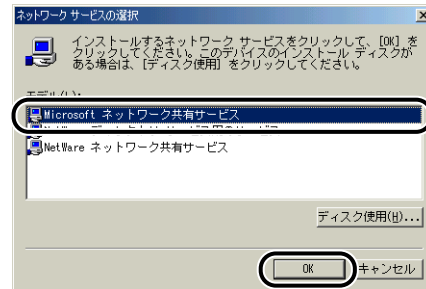 ネットワーク サービスの選択
インストールするネットワーク サービスをクリックして、[OK] を
クリックしてください。このデバイスのインストール ディスクが
ある場合は、[ディスク使用] をクリックしてください。
Microsoft ネットワーク共有サービス
NetWare ネットワーク共有サービス
ディスク使用(H)...
OK
キャンセル